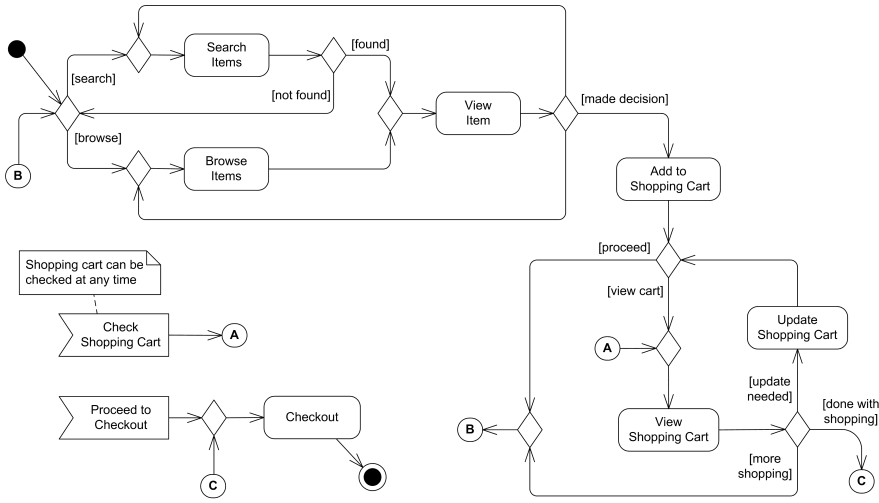 Search
Items
[found]
[search]
[not found]
[made decision]
View
Item
[browse]
B
Browse
Items
Add to
Shopping Cart
[proceed]
Shopping cart can be
checked at any time
[view cart]
Check
Shopping Cart
A
A
Update
Shopping Cart
[update
needed]
[done with
shopping]
Proceed to
Checkout
Checkout
B
View
Shopping Cart
[more
shopping]
C
C